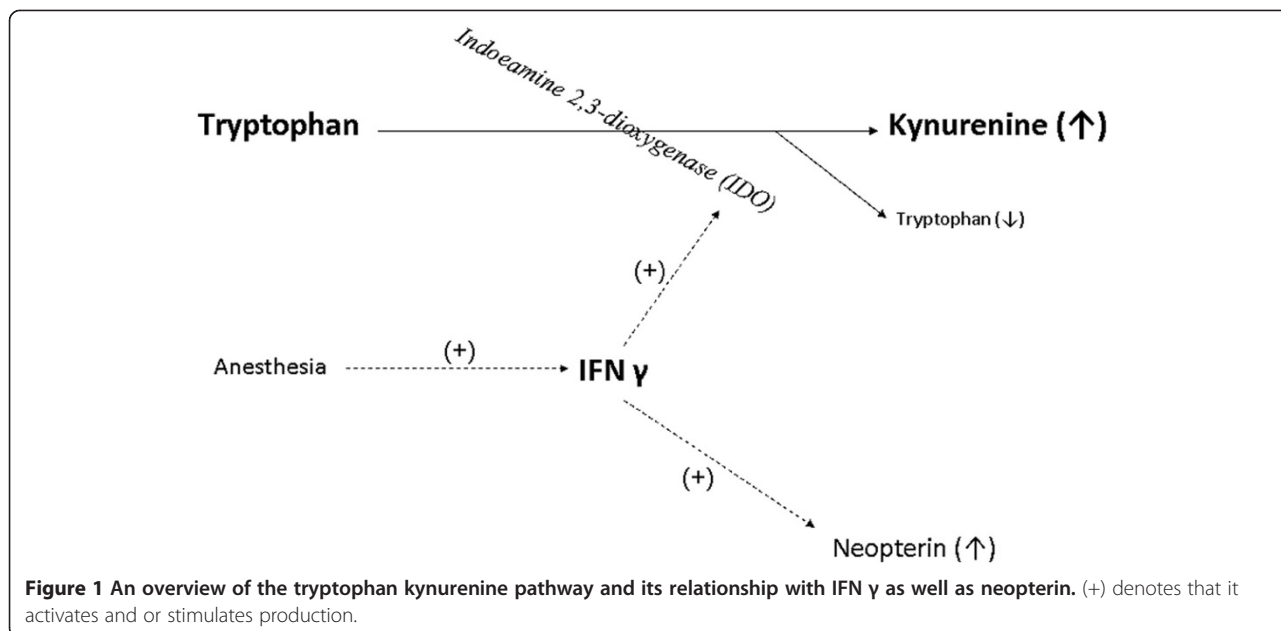 Indoeamine 2,3-dioxygenase (IDO)
Tryptophan
Kynurenine (↑)
Tryptophan (↓)
(+)
(+)
Anesthesia
IFN γ
(+)
Neopterin (↑)
Figure 1 An overview of the tryptophan kynurenine pathway and its relationship with IFN γ as well as neopterin. (+) denotes that it
activates and or stimulates production.